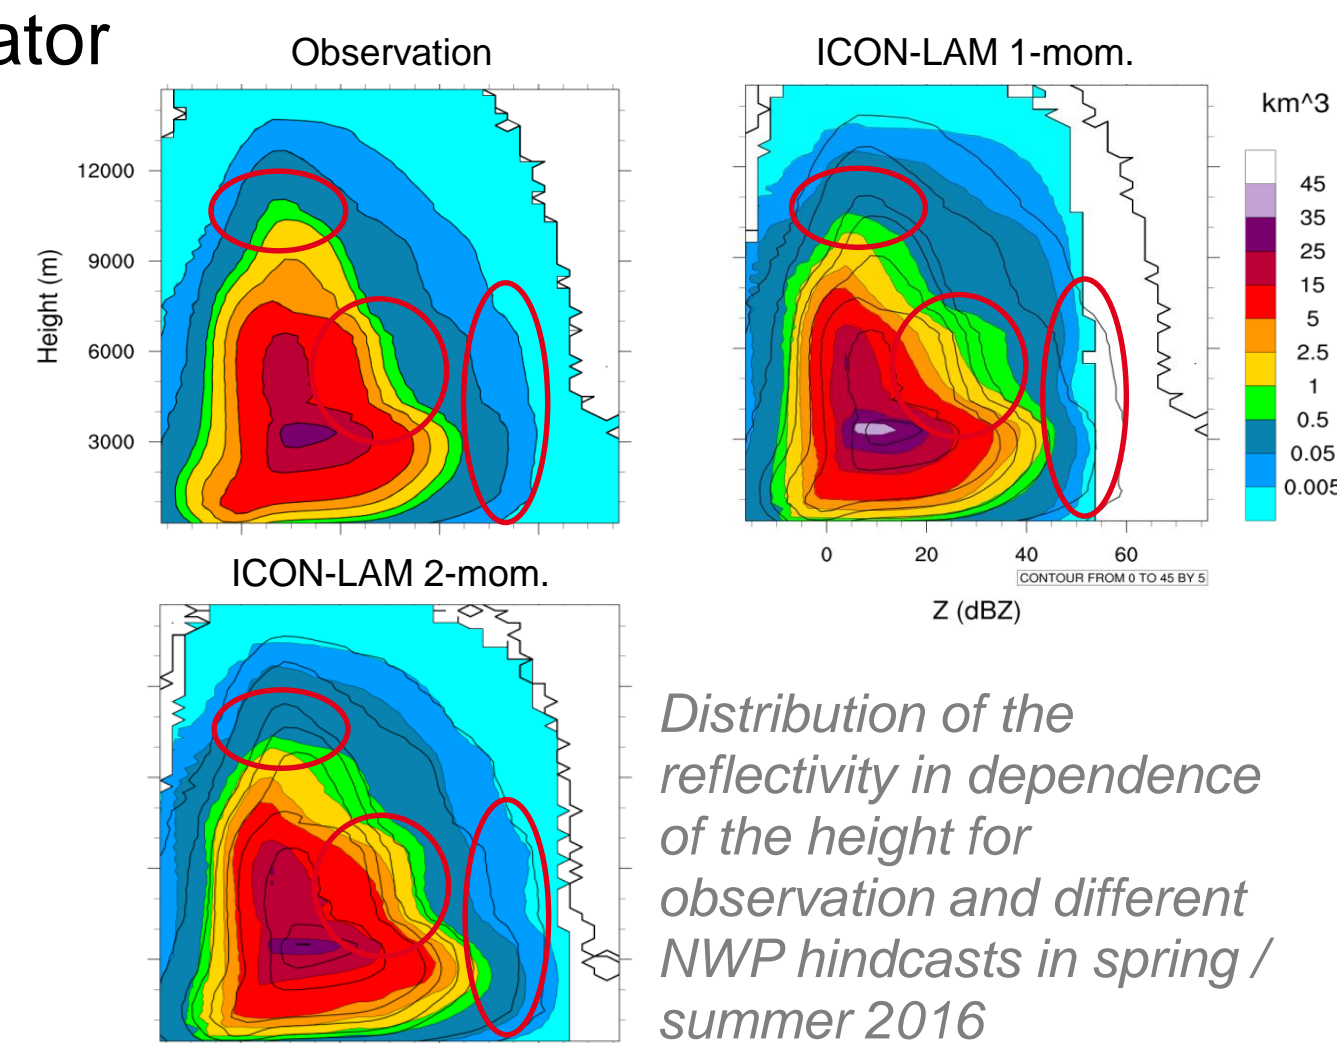 ator
Observation
ICON-LAM 1-mom.
km^3
Height (m)
12000
9000
6000
3000
45
35
25
15
5
2.5
1
0.5
0.05
0.005
0
20
40
60
CONTOUR FROM 0 TO 45 BY 5
Z (dBZ)
ICON-LAM 2-mom.
Distribution of the
reflectivity in dependence
of the height for
observation and different
NWP hindcasts in spring /
summer 2016